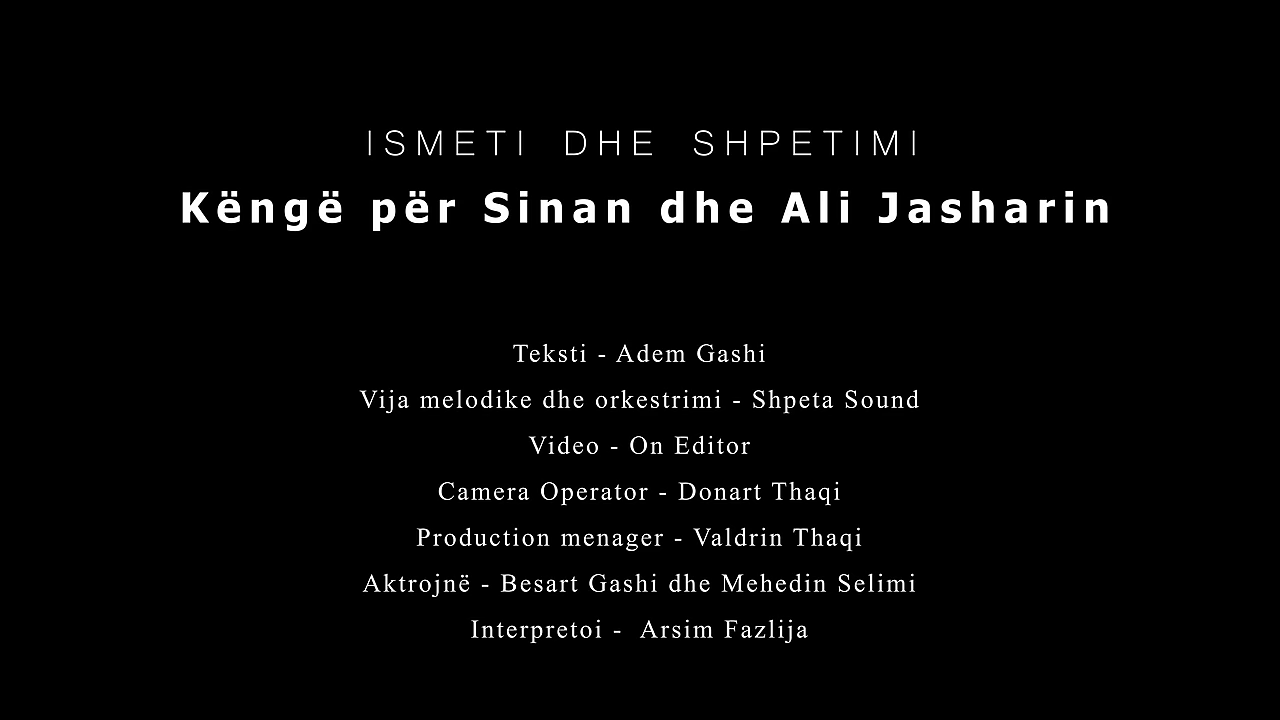 ISMETI DHE SHPETIMI
Këngë për Sinan dhe Ali Jasharin
Teksti - Adem Gashi
Vija melodike dhe orkestrimi - Shpeta Sound
Video - On Editor
Camera Operator - Donart Thaqi
Production menager - Valdrin Thaqi
Aktrojnë - Besart Gashi dhe Mehedin Selimi
Interpretoi - Arsim Fazlija